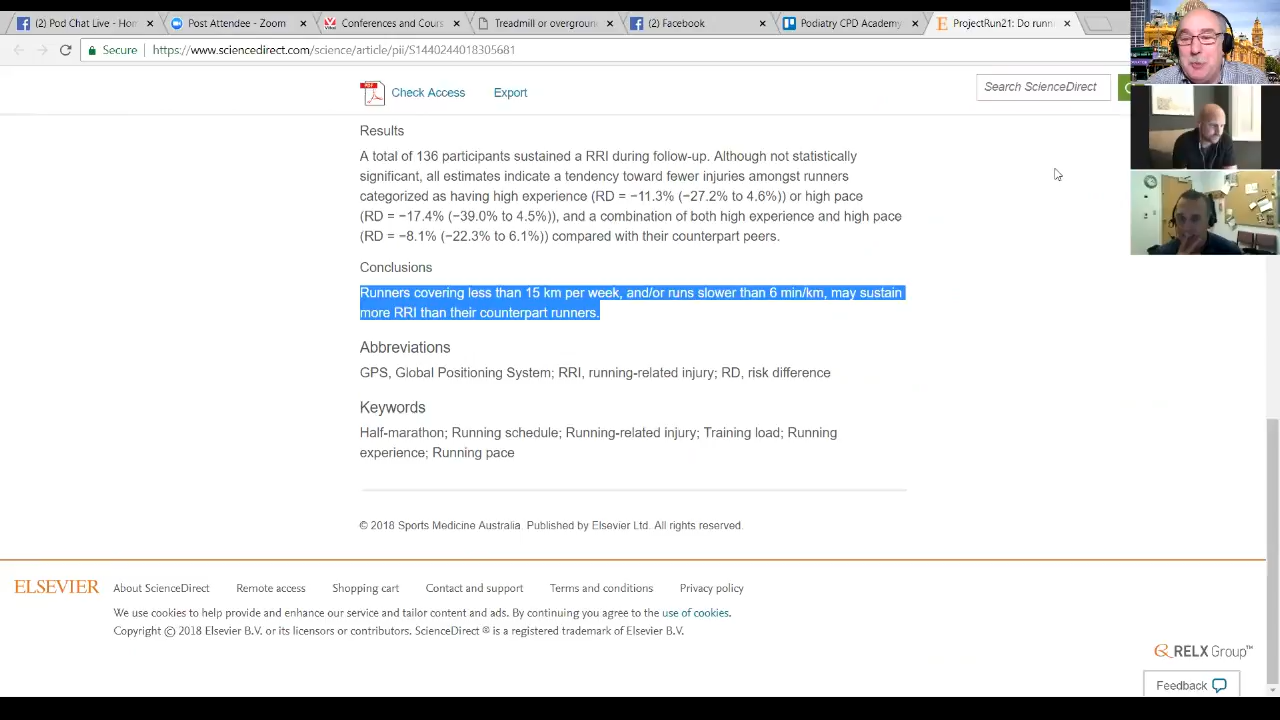 (2) Pod Chat Live - Hom
Post Attendee - Zoom
Conferences and Cours
Treadmill or overgroun
(2) Facebook
Podiatry CPD Academy
ProjectRun21: Do runn
Secure
https://www.sciencedirect.com/science/article/pii/S144
Check Access
Export
Search ScienceDirect
Results
A total of 136 participants sustained a RRI during follow-up. Although not statistically
significant, all estimates indicate a tendency toward fewer injuries amongst runners
categorized as having high experience (RD = −11.3% (−27.2% to 4.6%)) or high pace
(RD = −17.4% (−39.0% to 4.5%)), and a combination of both high experience and high pace
(RD = −8.1% (−22.3% to 6.1%)) compared with their counterpart peers.
Conclusions
Runners covering less than 15 km per week, and/or runs slower than 6 min/km, may sustain
more RRI than their counterpart runners.
Abbreviations
GPS, Global Positioning System; RRI, running-related injury; RD, risk difference
Keywords
Half-marathon; Running schedule; Running-related injury; Training load; Running
experience; Running pace
© 2018 Sports Medicine Australia. Published by Elsevier Ltd. All rights reserved.
ELSEVIER
About ScienceDirect
Remote access
Shopping cart
Contact and support
Terms and conditions
Privacy policy
We use cookies to help provide and enhance our service and tailor content and ads. By continuing you agree to the use of cookies.
Copyright © 2018 Elsevier B.V. or its licensors or contributors. ScienceDirect ® is a registered trademark of Elsevier B.V.
RELX Group™
Feedback